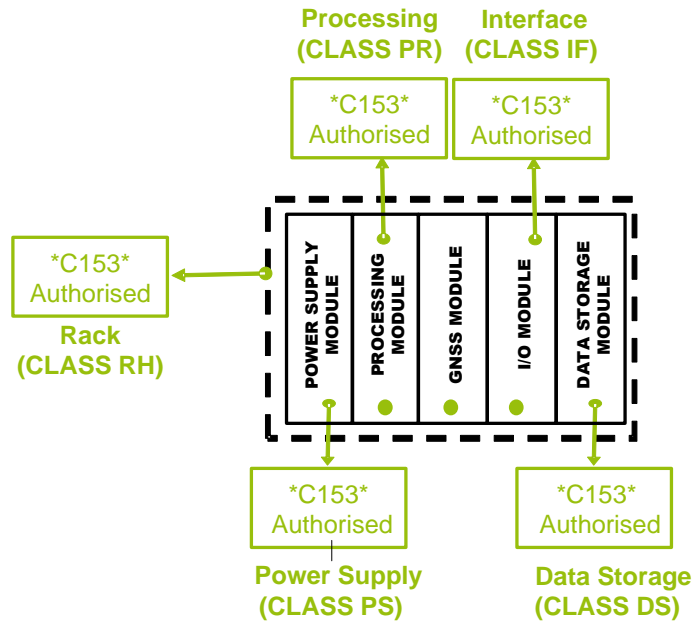 Processing
(CLASS PR)
Interface
(CLASS IF)
*C153*
Authorised
*C153*
Authorised
*C153*
Authorised
Rack
(CLASS RH)
POWER SUPPLY
MODULE
PROCESSING
MODULE
GNSS MODULE
I/O MODULE
DATA STORAGE
MODULE
*C153*
Authorised
Power Supply
(CLASS PS)
*C153*
Authorised
Data Storage
(CLASS DS)